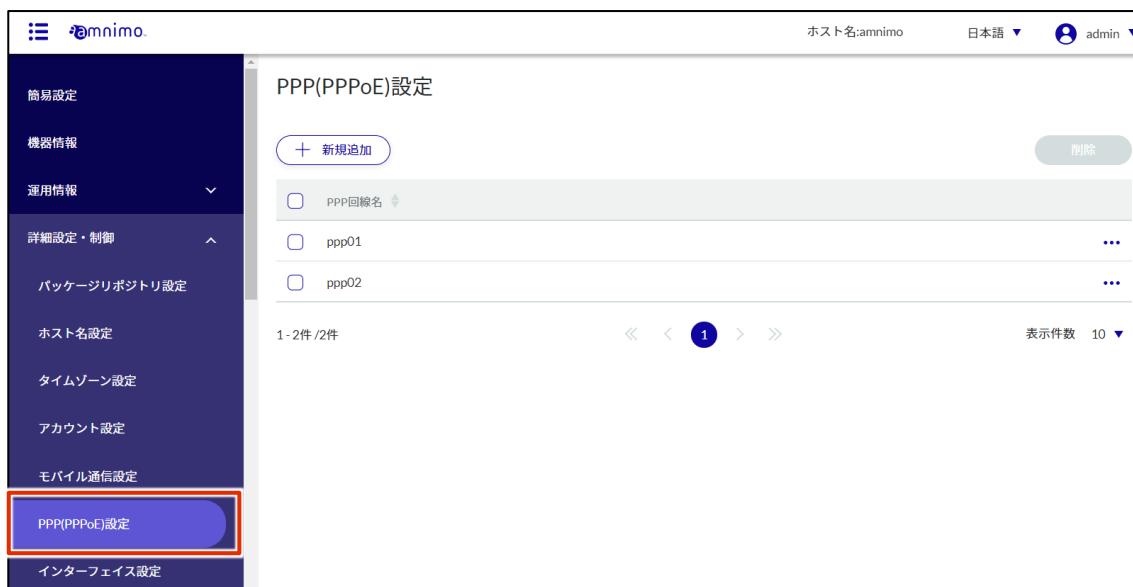 amnimo.
ホスト名:amnimo
日本語 ▼
admin ▼
簡易設定
機器情報
運用情報
詳細設定・制御
パッケージリポジトリ設定
ホスト名設定
タイムゾーン設定
アカウント設定
モバイル通信設定
PPP(PPPoE)設定
インターフェイス設定
PPP(PPPoE)設定
+ 新規追加
削除
PPP回線名
ppp01
ppp02
1 - 2件 /2件
1
表示件数 10 ▼